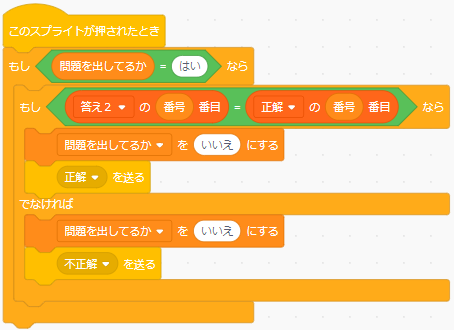 このスプライトが押されたとき
もし 問題を出してるか = はい なら
もし 答え2 の 番号 番目 = 正解 の 番号 番目 なら
問題を出してるか を いいえ にする
正解 を送る
でなければ
問題を出してるか を いいえ にする
不正解 を送る